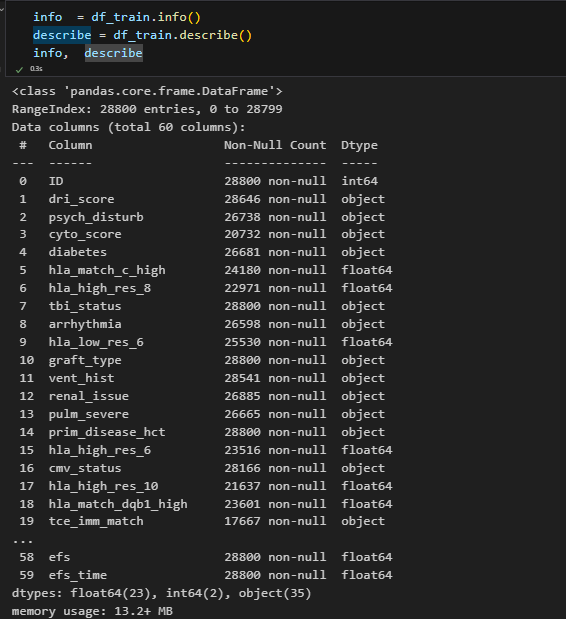 info  = df_train.info()
describe = df_train.describe()
info,  describe
✓ 0.3s
<class 'pandas.core.frame.DataFrame'>
RangeIndex: 28800 entries, 0 to 28799
Data columns (total 60 columns):
 #   Column                  Non-Null Count  Dtype
---  ------                  --------------  -----
 0   ID                      28800 non-null  int64
 1   dri_score               28646 non-null  object
 2   psych_disturb           26738 non-null  object
 3   cyto_score              20732 non-null  object
 4   diabetes                26681 non-null  object
 5   hla_match_c_high        24180 non-null  float64
 6   hla_high_res_8          22971 non-null  float64
 7   tbi_status              28800 non-null  object
 8   arrhythmia              26598 non-null  object
 9   hla_low_res_6           25530 non-null  float64
 10  graft_type              28800 non-null  object
 11  vent_hist               28541 non-null  object
 12  renal_issue             26885 non-null  object
 13  pulm_severe             26665 non-null  object
 14  prim_disease_hct        28800 non-null  object
 15  hla_high_res_6          23516 non-null  float64
 16  cmv_status              28166 non-null  object
 17  hla_high_res_10         21637 non-null  float64
 18  hla_match_dqb1_high     23601 non-null  float64
 19  tce_imm_match           17667 non-null  object
...
 58  efs                     28800 non-null  float64
 59  efs_time                28800 non-null  float64
dtypes: float64(23), int64(2), object(35)
memory usage: 13.2+ MB